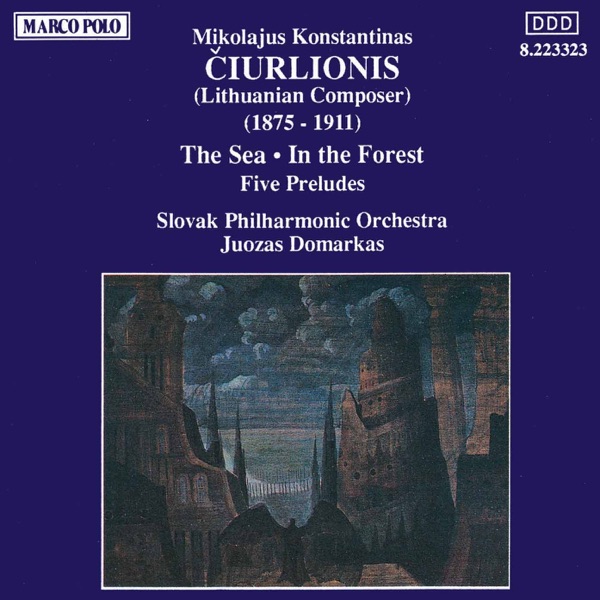 MARCO POLO
DDD
8.223323
Mikolajus Konstantinas
ČIURLIONIS
(Lithuanian Composer)
(1875 - 1911)
The Sea • In the Forest
Five Preludes
Slovak Philharmonic Orchestra
Juozas Domarkas